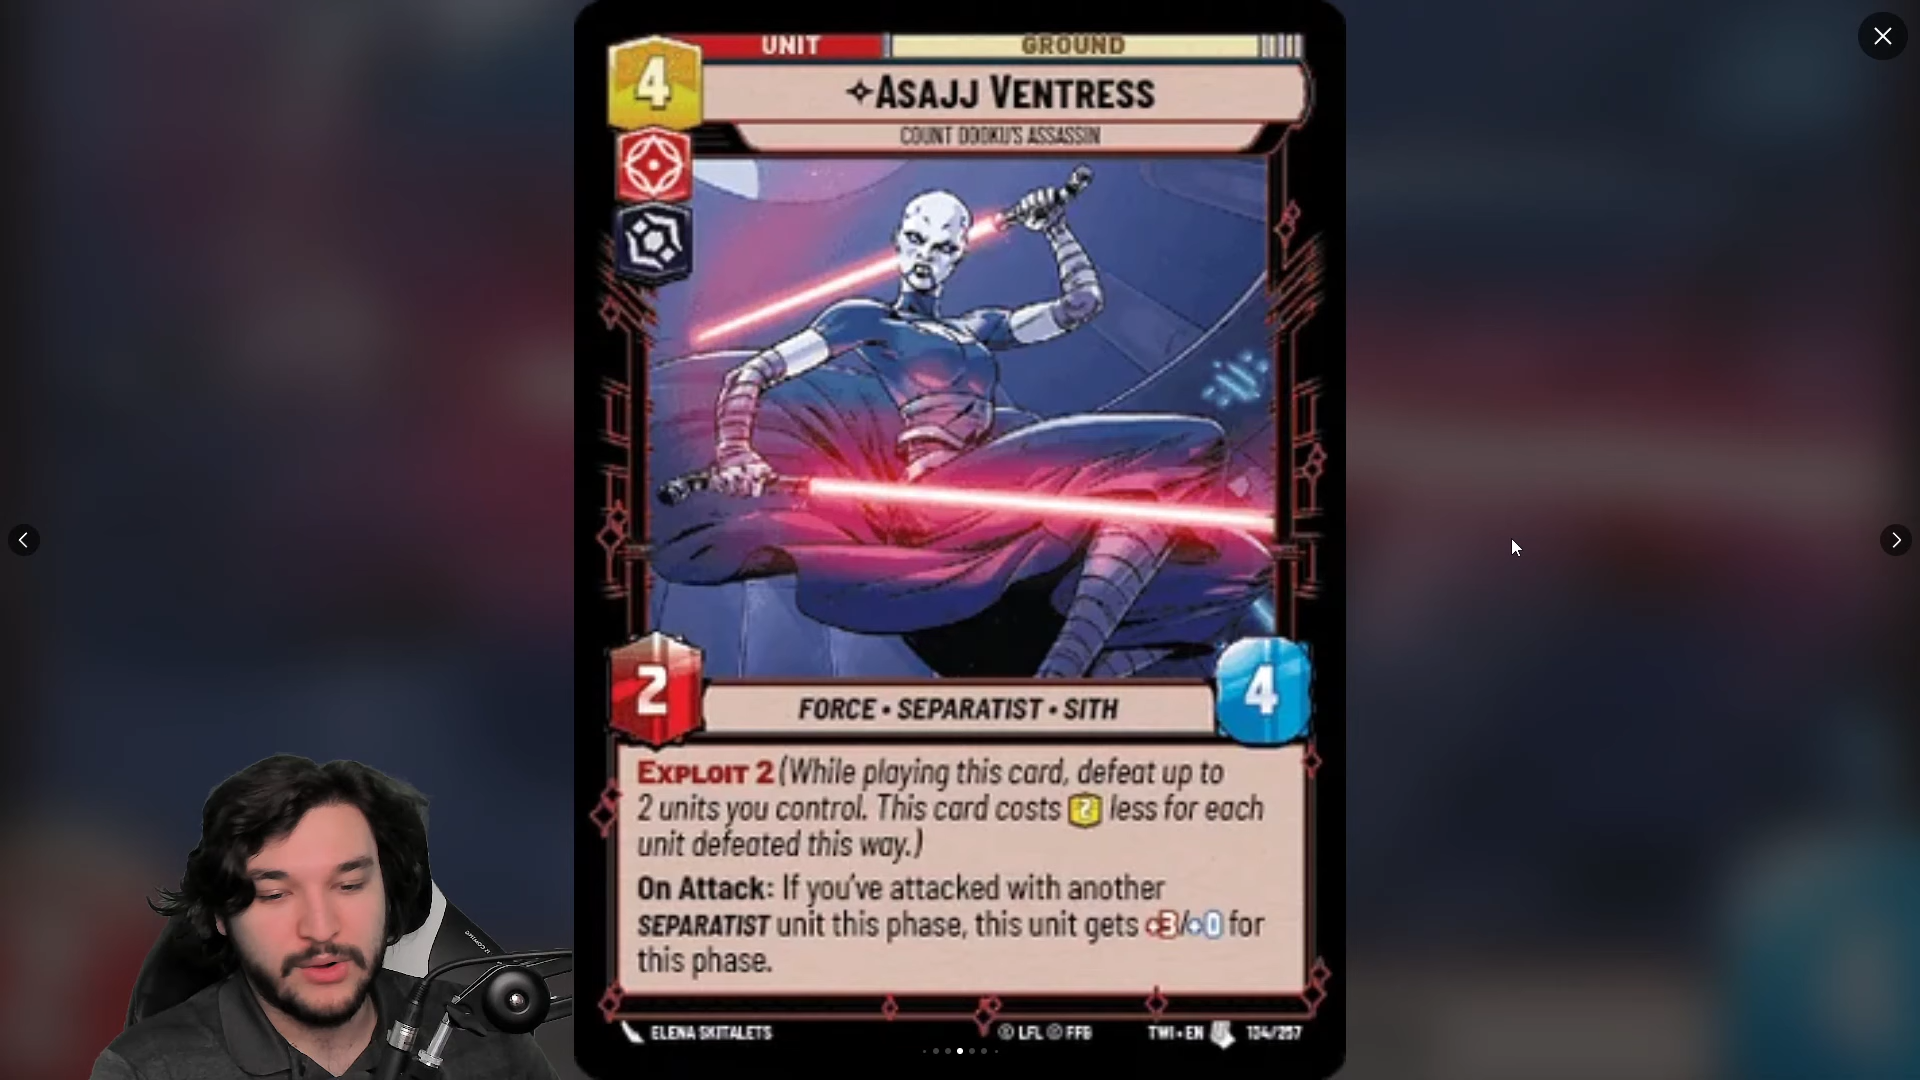 UNIT
GROUND
4
ASAJJ VENTRESS
COUNT DOOKU'S ASSASSIN
2
4
FORCE • SEPARATIST • SITH
EXPLOIT 2 (While playing this card, defeat up to
2 units you control. This card costs 2 less for each
unit defeated this way.)
On Attack: If you've attacked with another
SEPARATIST unit this phase, this unit gets +3/+0 for
this phase.
ELENA SKITALETS
© LFL © FFG
TWI • EN
134/257